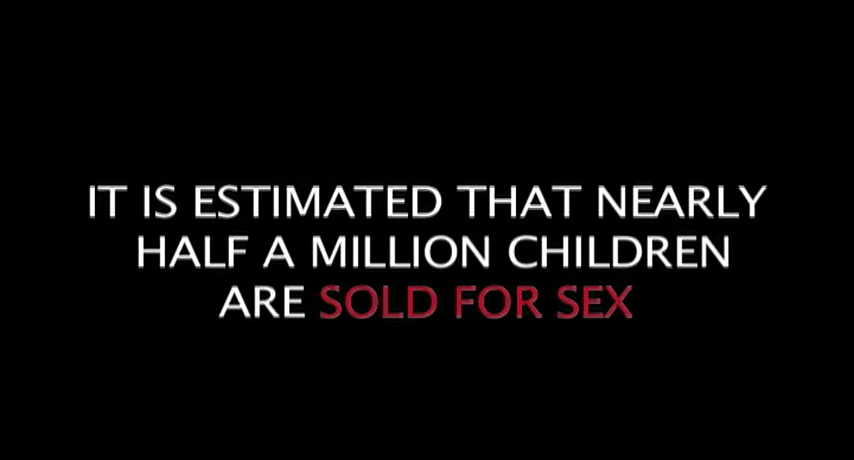 IT IS ESTIMATED THAT NEARLY
HALF A MILLION CHILDREN
ARE SOLD FOR SEX